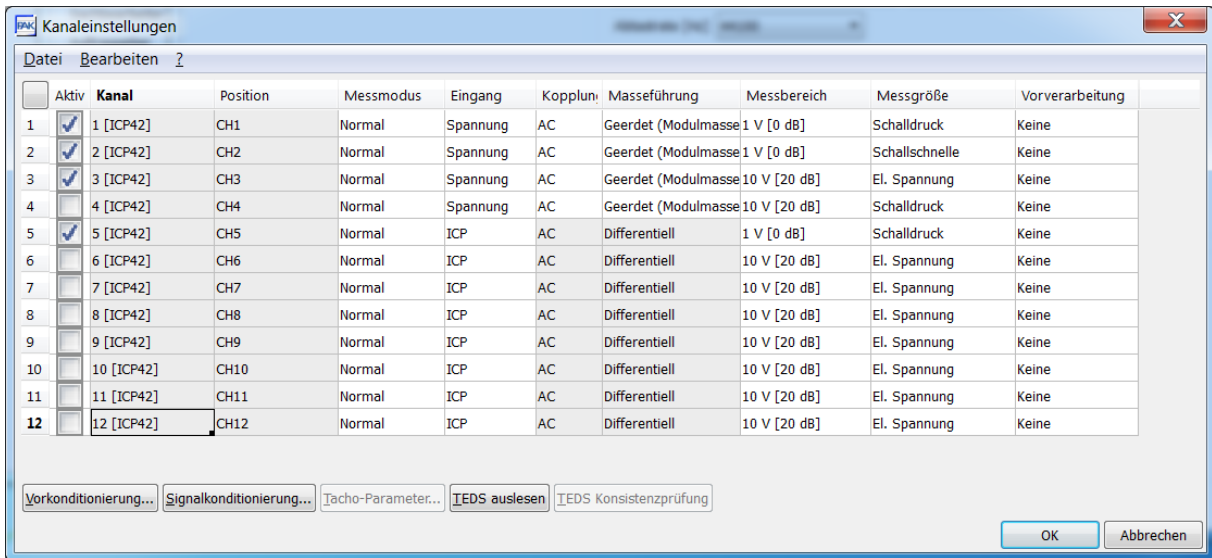 PAK Kanaleinstellungen
Datei Bearbeiten ?
Aktiv Kanal Position Messmodus Eingang Kopplun Masseführung Messbereich Messgröße Vorverarbeitung
1 1 [ICP42] CH1 Normal Spannung AC Geerdet (Modulmasse 1 V [0 dB] Schalldruck Keine
2 2 [ICP42] CH2 Normal Spannung AC Geerdet (Modulmasse 1 V [0 dB] Schallschnelle Keine
3 3 [ICP42] CH3 Normal Spannung AC Geerdet (Modulmasse 10 V [20 dB] El. Spannung Keine
4 4 [ICP42] CH4 Normal Spannung AC Geerdet (Modulmasse 10 V [20 dB] Schalldruck Keine
5 5 [ICP42] CH5 Normal ICP AC Differentiell 1 V [0 dB] Schalldruck Keine
6 6 [ICP42] CH6 Normal ICP AC Differentiell 10 V [20 dB] El. Spannung Keine
7 7 [ICP42] CH7 Normal ICP AC Differentiell 10 V [20 dB] El. Spannung Keine
8 8 [ICP42] CH8 Normal ICP AC Differentiell 10 V [20 dB] El. Spannung Keine
9 9 [ICP42] CH9 Normal ICP AC Differentiell 10 V [20 dB] El. Spannung Keine
10 10 [ICP42] CH10 Normal ICP AC Differentiell 10 V [20 dB] El. Spannung Keine
11 11 [ICP42] CH11 Normal ICP AC Differentiell 10 V [20 dB] El. Spannung Keine
12 12 [ICP42] CH12 Normal ICP AC Differentiell 10 V [20 dB] El. Spannung Keine
Vorkonditionierung... Signalkonditionierung... Tacho-Parameter... TEDS auslesen TEDS Konsistenzprüfung
OK Abbrechen